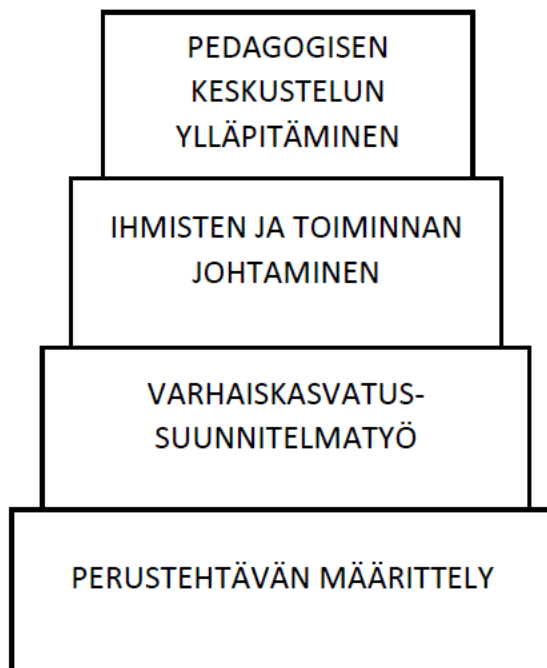 PEDAGOGISEN
KESKUSTELUN
YLLÄPITÄMINEN
IHMISTEN JA TOIMINNAN
JOHTAMINEN
VARHAISKASVATUS-
SUUNNITELMATYÖ
PERUSTEHTÄVÄN MÄÄRITTELY